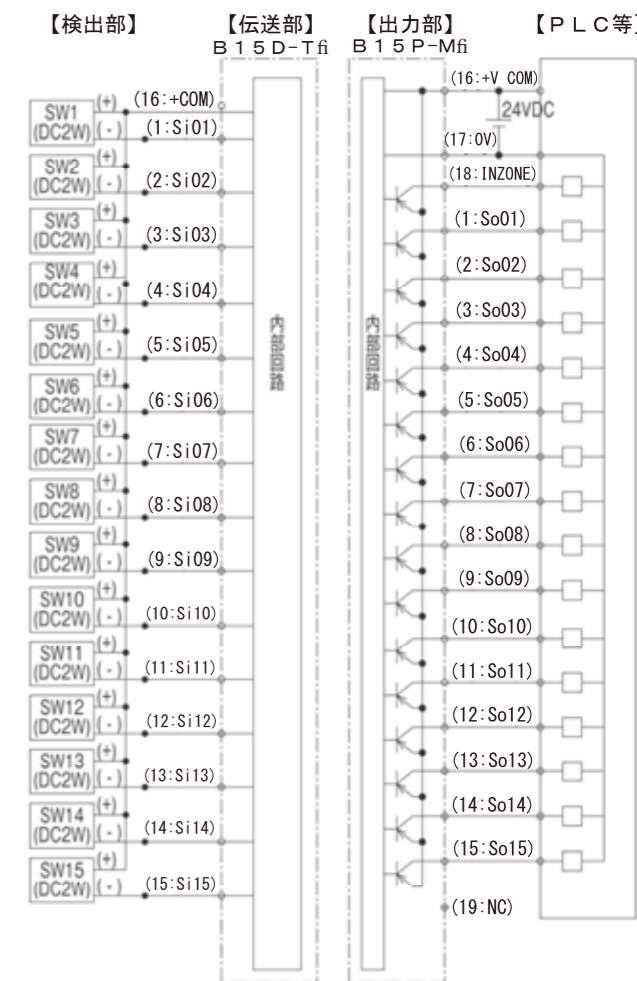 【検出部】
【伝送部】
B15D-Tfi
【出力部】
B15P-Mfi
【PLC等
SW1
(DC2W)
(+)
(-)
(16:+COM)
(1:Si01)
SW2
(DC2W)
(+)
(-)
(2:Si02)
SW3
(DC2W)
(+)
(-)
(3:Si03)
SW4
(DC2W)
(+)
(-)
(4:Si04)
SW5
(DC2W)
(+)
(-)
(5:Si05)
SW6
(DC2W)
(+)
(-)
(6:Si06)
SW7
(DC2W)
(+)
(-)
(7:Si07)
SW8
(DC2W)
(+)
(-)
(8:Si08)
SW9
(DC2W)
(+)
(-)
(9:Si09)
SW10
(DC2W)
(+)
(-)
(10:Si10)
SW11
(DC2W)
(+)
(-)
(11:Si11)
SW12
(DC2W)
(+)
(-)
(12:Si12)
SW13
(DC2W)
(+)
(-)
(13:Si13)
SW14
(DC2W)
(+)
(-)
(14:Si14)
SW15
(DC2W)
(+)
(-)
(15:Si15)
内部回路
内部回路
(16:+V COM)
24VDC
(17:0V)
(18:INZONE)
(1:So01)
(2:So02)
(3:So03)
(4:So04)
(5:So05)
(6:So06)
(7:So07)
(8:So08)
(9:So09)
(10:So10)
(11:So11)
(12:So12)
(13:So13)
(14:So14)
(15:So15)
(19:NC)